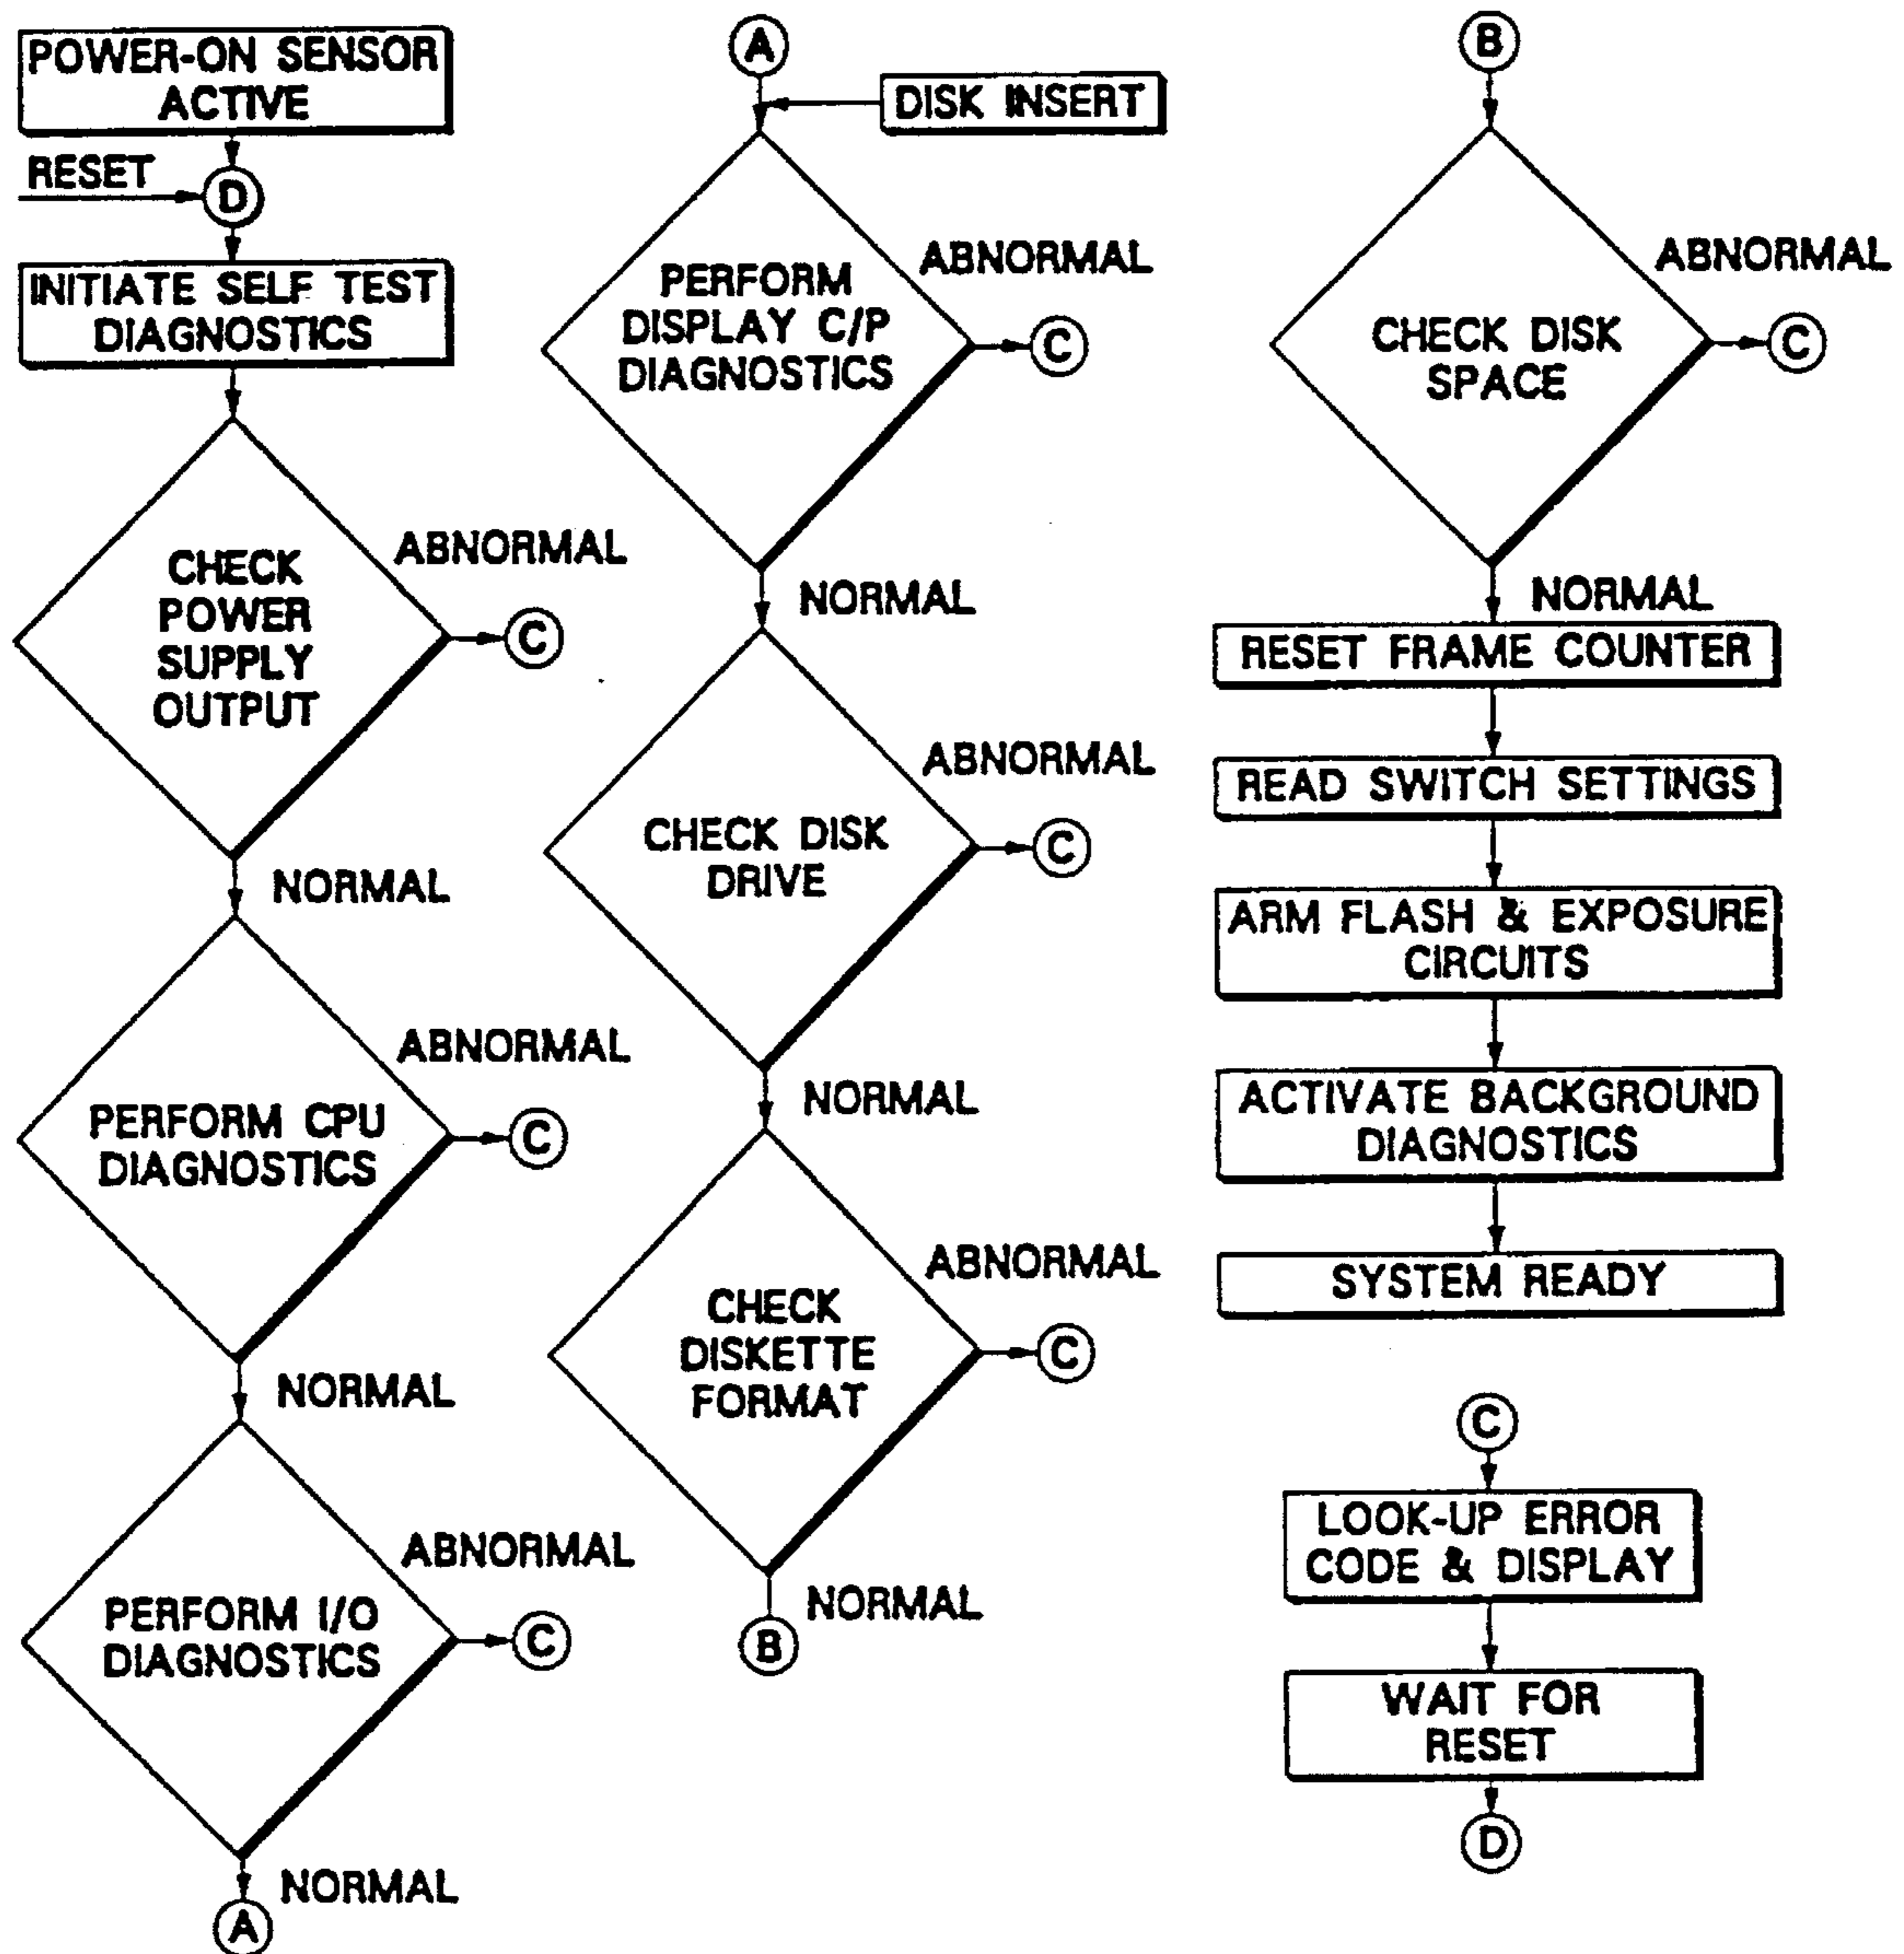 POWER-ON SENSOR
ACTIVE
RESET
D
INITIATE SELF TEST
DIAGNOSTICS
CHECK
POWER
SUPPLY
OUTPUT
ABNORMAL
C
NORMAL
PERFORM CPU
DIAGNOSTICS
ABNORMAL
C
NORMAL
PERFORM I/O
DIAGNOSTICS
ABNORMAL
C
NORMAL
A
A
DISK INSERT
PERFORM
DISPLAY C/P
DIAGNOSTICS
ABNORMAL
C
NORMAL
CHECK DISK
DRIVE
ABNORMAL
C
NORMAL
CHECK
DISKETTE
FORMAT
ABNORMAL
C
NORMAL
B
B
CHECK DISK
SPACE
ABNORMAL
C
NORMAL
RESET FRAME COUNTER
READ SWITCH SETTINGS
ARM FLASH & EXPOSURE
CIRCUITS
ACTIVATE BACKGROUND
DIAGNOSTICS
SYSTEM READY
C
LOOK-UP ERROR
CODE & DISPLAY
WAIT FOR
RESET
D